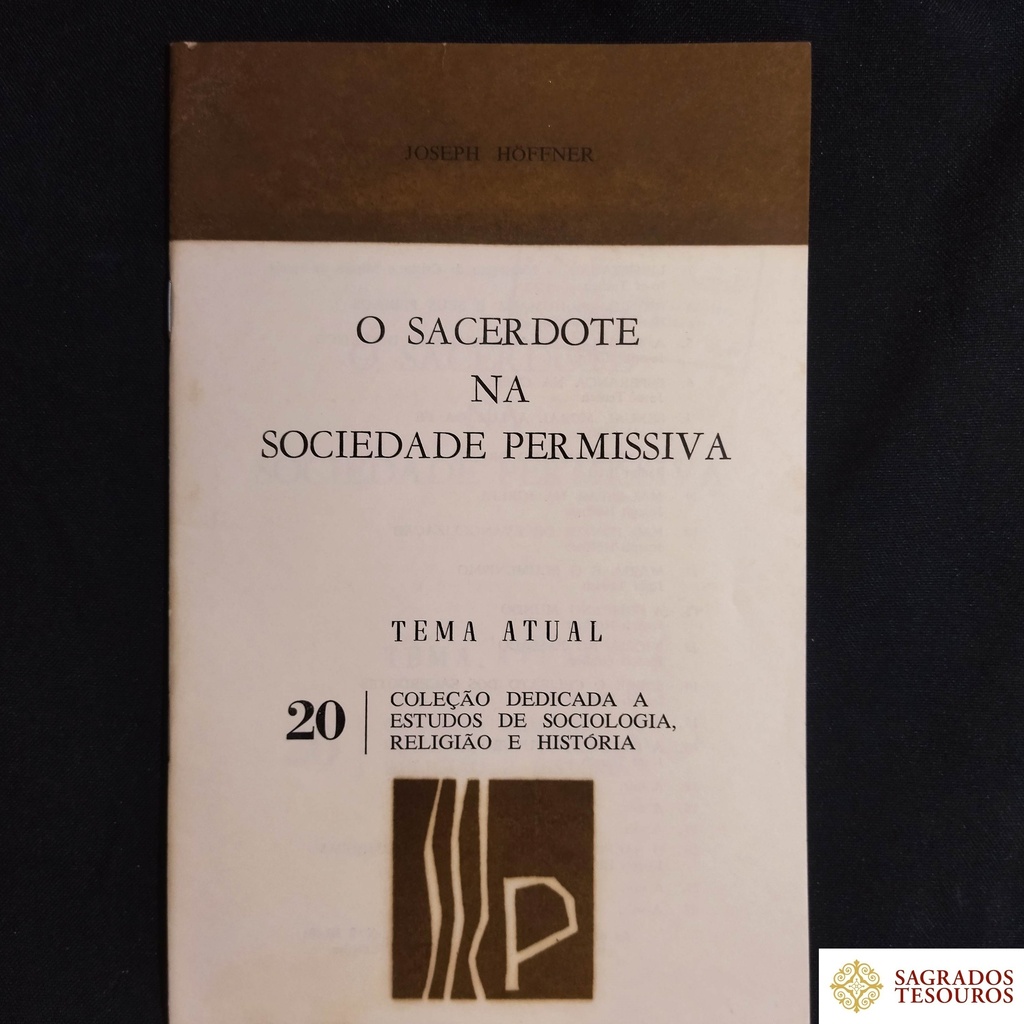 JOSEPH HÖFFNER
O SACERDOTE
NA
SOCIEDADE PERMISSIVA
TEMA ATUAL
20
COLEÇÃO DEDICADA A
ESTUDOS DE SOCIOLOGIA,
RELIGIÃO E HISTÓRIA
P
SAGRADOS
TESOUROS